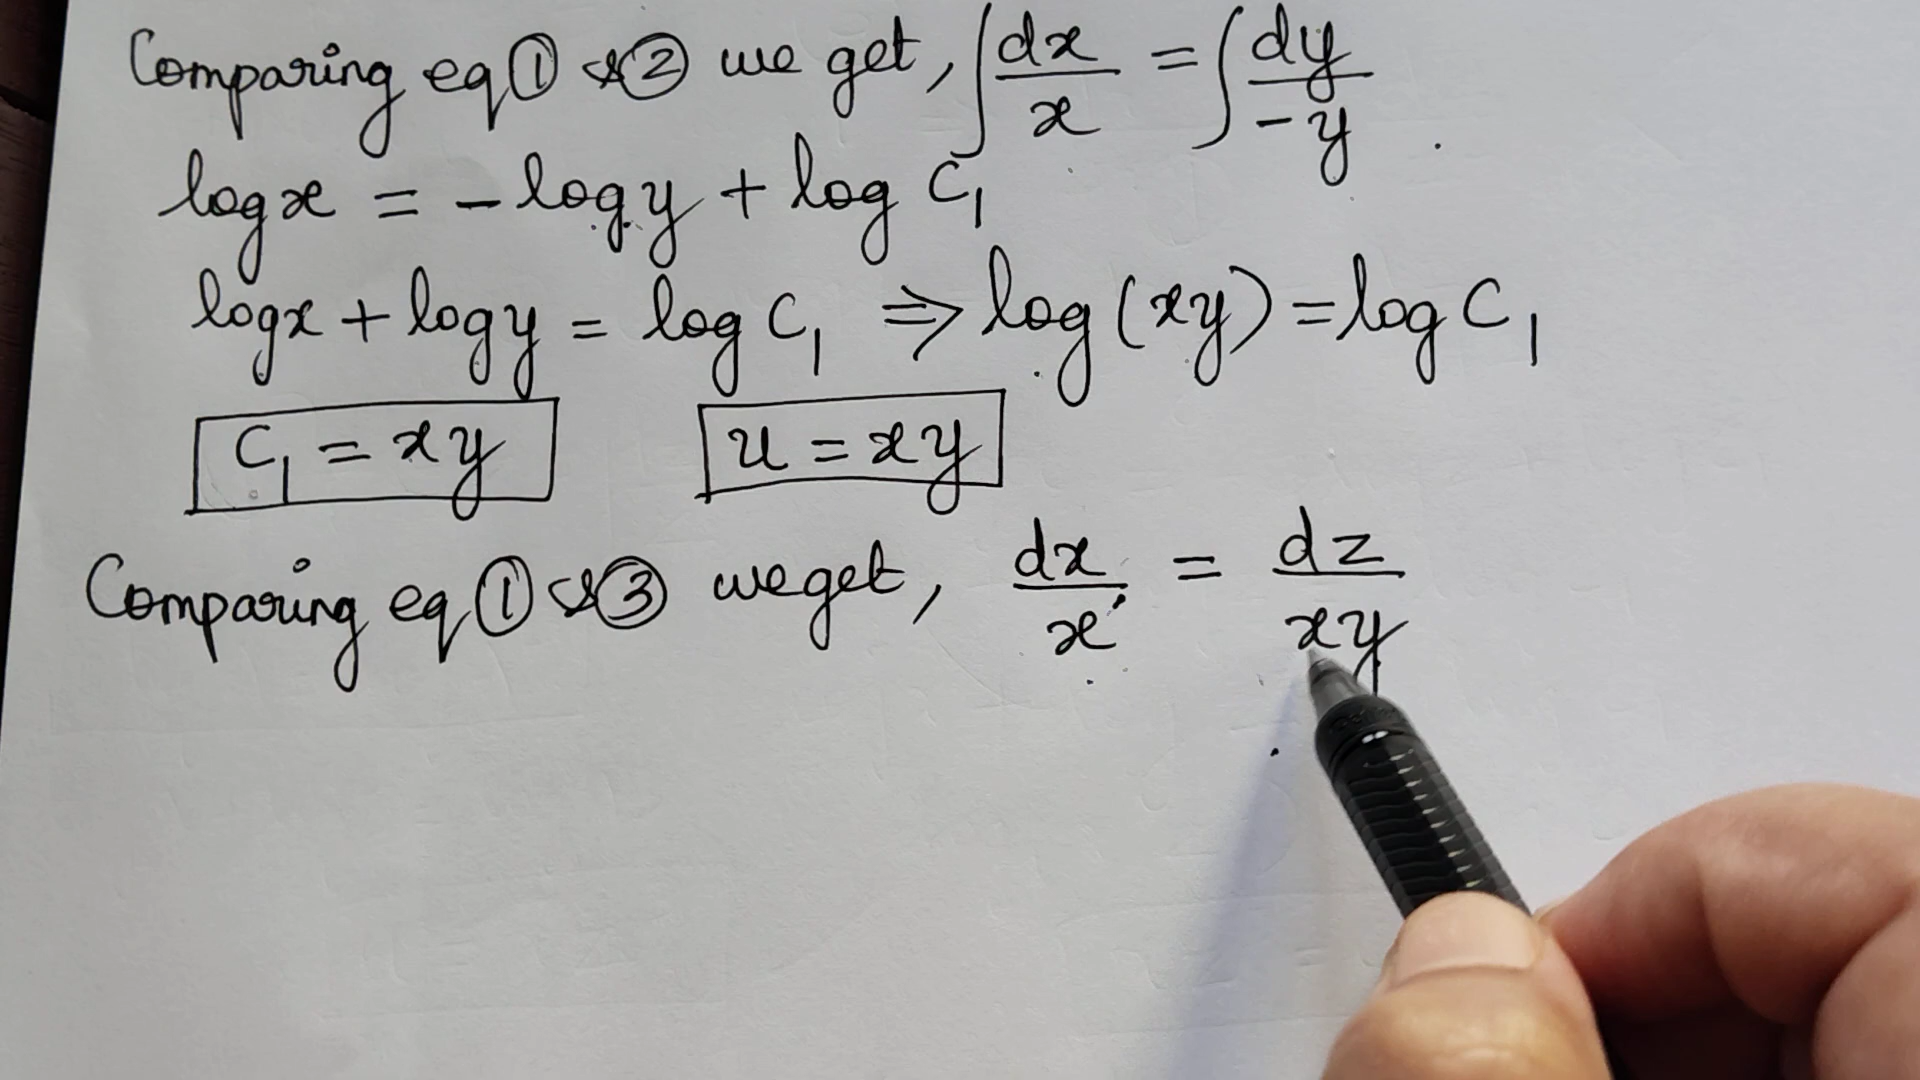 Comparing eq ① & ② we get, ∫ dx/x = ∫ dy/-y
log x = - log y + log C₁
log x + log y = log C₁ ⇒ log (xy) = log C₁
C₁ = xy u = xy
Comparing eq ① & ③ we get, dx/x = dz/xy